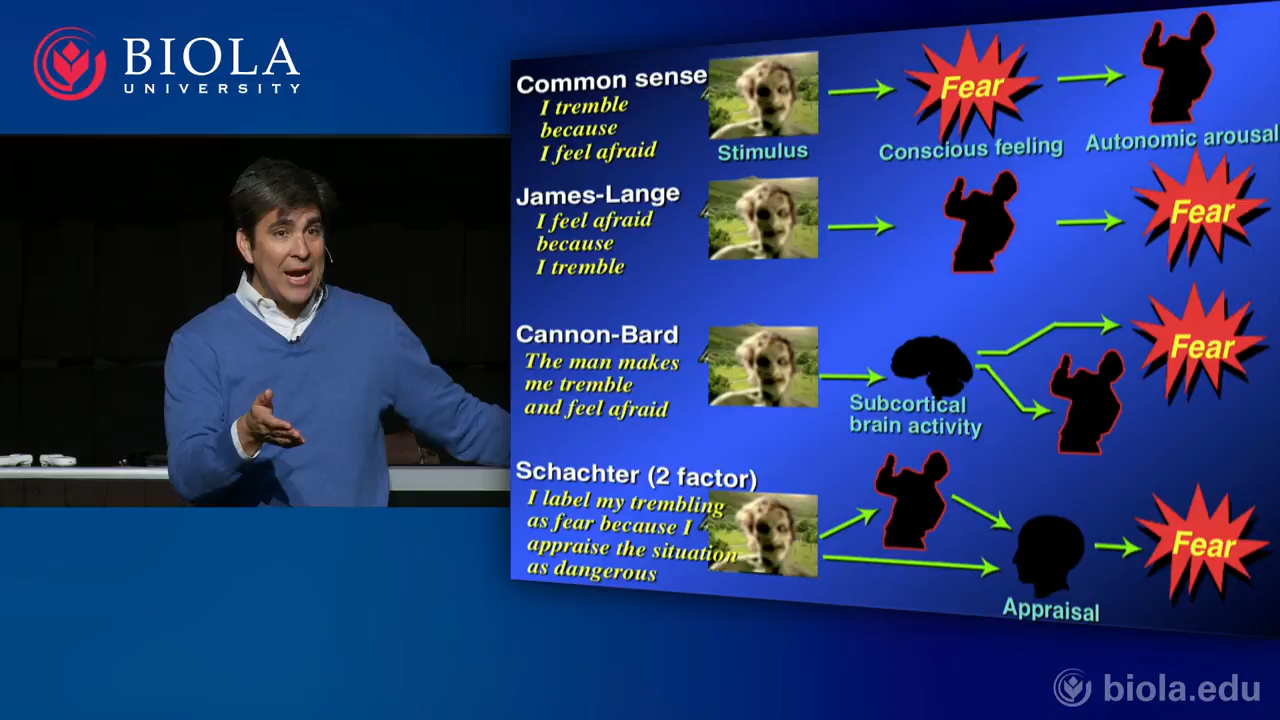 BIOLA
UNIVERSITY
Common sense
I tremble
because
I feel afraid
Stimulus
Fear
Conscious feeling
Autonomic arousal
James-Lange
I feel afraid
because
I tremble
Fear
Cannon-Bard
The man makes
me tremble
and feel afraid
Subcortical
brain activity
Fear
Schachter (2 factor)
I label my trembling
as fear because I
appraise the situation
as dangerous
Appraisal
Fear
biola.edu